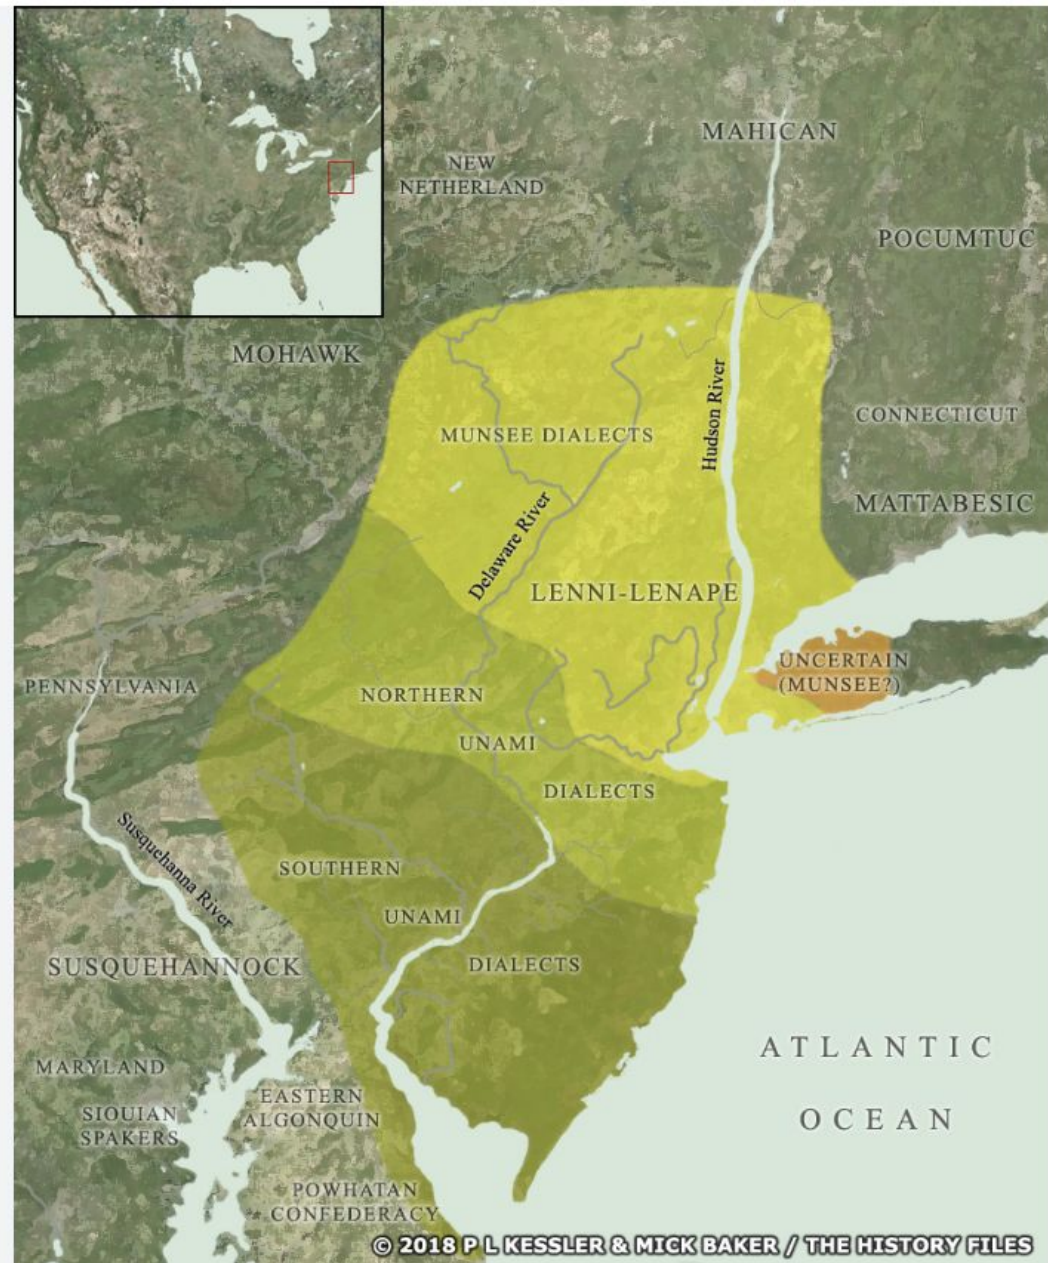 MAHICAN
NEW
NETHERLAND
POCUMTUC
MOHAWK
Hudson River
CONNECTICUT
MUNSEE DIALECTS
MATTABESIC
Delaware River
LENNI-LENAPE
UNCERTAIN
(MUNSEE?)
PENNSYLVANIA
NORTHERN
UNAMI
DIALECTS
Susquehanna River
SOUTHERN
UNAMI
DIALECTS
SUSQUEHANNOCK
ATLANTIC
OCEAN
MARYLAND
SIOUIAN
SPAKERS
EASTERN
ALGONQUIN
POWHATAN
CONFEDERACY
© 2018 P L KESSLER & MICK BAKER / THE HISTORY FILES